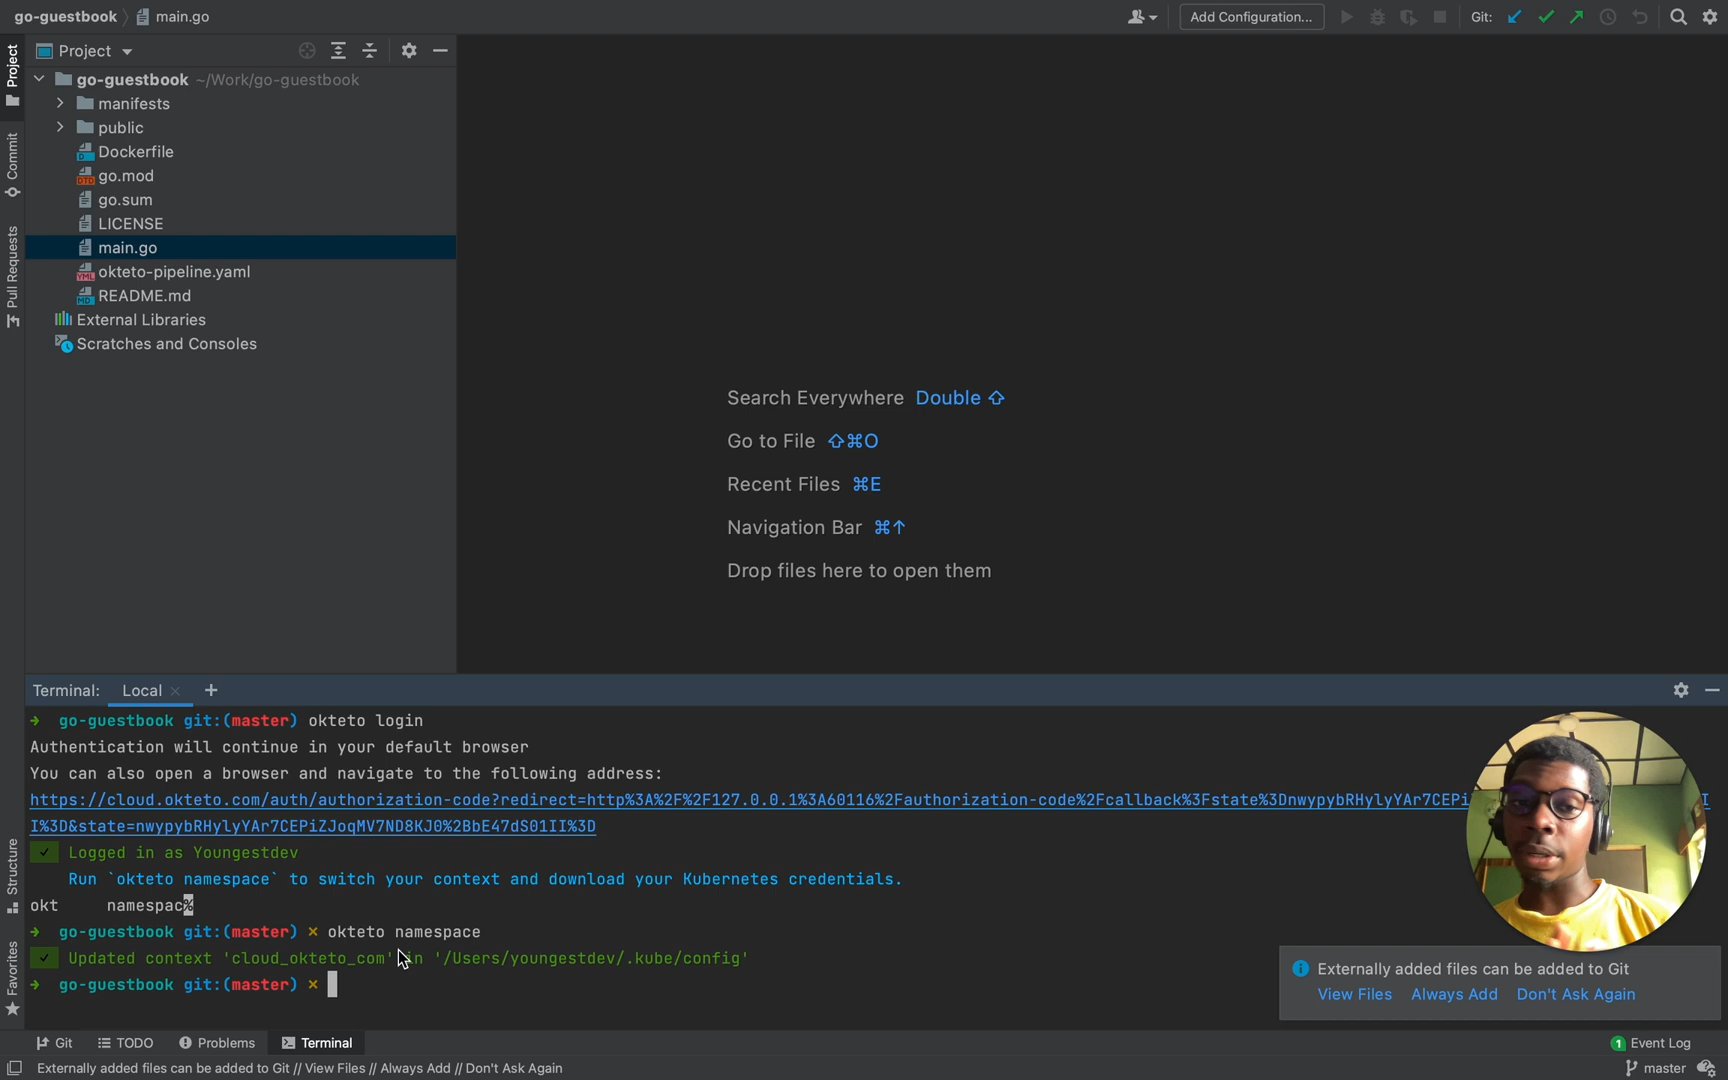 go-guestbook main.go Add Configuration... Git:
Project
Project
Commit
Pull Requests
Structure
Favorites
go-guestbook ~/Work/go-guestbook
manifests
public
Dockerfile
go.mod
go.sum
LICENSE
main.go
okteto-pipeline.yaml
README.md
External Libraries
Scratches and Consoles
Search Everywhere Double ⇧
Go to File ⇧⌘O
Recent Files ⌘E
Navigation Bar ⌘↑
Drop files here to open them
Terminal: Local × +
→ go-guestbook git:(master) okteto login
Authentication will continue in your default browser
You can also open a browser and navigate to the following address:
https://cloud.okteto.com/auth/authorization-code?redirect=http%3A%2F%2F127.0.0.1%3A60116%2Fauthorization-code%2Fcallback%3Fstate%3DnwypybRHylyYAr7CEPi
I%3D&state=nwypybRHylyYAr7CEPiZJoqMV7ND8KJ0%2BbE47dS01II%3D
✓ Logged in as Youngestdev
Run `okteto namespace` to switch your context and download your Kubernetes credentials.
okt namespac%
→ go-guestbook git:(master) × okteto namespace
✓ Updated context 'cloud_okteto_com' in '/Users/youngestdev/.kube/config'
→ go-guestbook git:(master) ×
Externally added files can be added to Git
View Files Always Add Don't Ask Again
Git TODO Problems Terminal 1 Event Log
Externally added files can be added to Git // View Files // Always Add // Don't Ask Again master